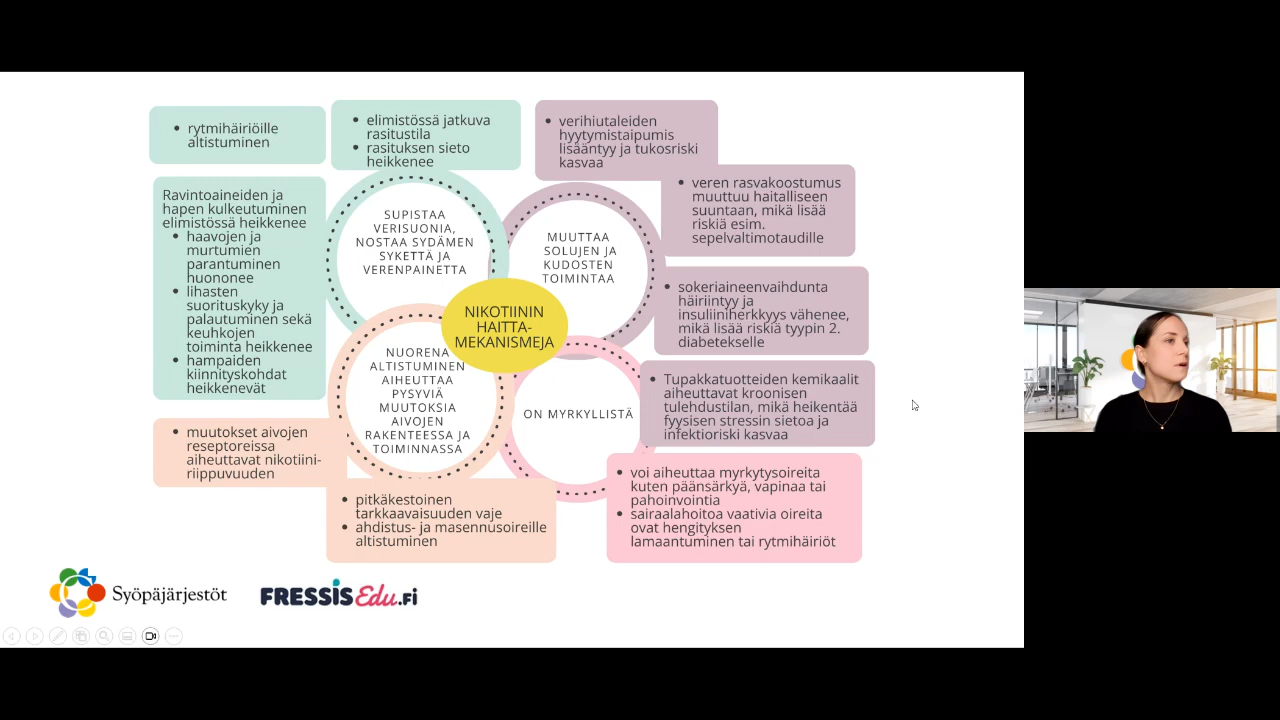 rytmihäiriöille
altistuminen
elimistössä jatkuva
rasitustila
rasituksen sieto
heikkenee
verihiutaleiden
hyytymistaipumis
lisääntyy ja tukosriski
kasvaa
Ravintoaineiden ja
hapen kulkeutuminen
elimistössä heikkenee
haavojen ja
murtumien
parantuminen
huononee
lihasten
suorituskyky ja
palautuminen sekä
keuhkojen
toiminta heikkenee
hampaiden
kiinnityskohdat
heikkenevät
SUPISTAA
VERISUONIA,
NOSTAA SYDÄMEN
SYKETTÄ JA
VERENPAINETTA
MUUTTAA
SOLUJEN JA
KUDOSTEN
TOIMINTAA
veren rasvakoostumus
muuttuu haitalliseen
suuntaan, mikä lisää
riskiä esim.
sepelvaltimotaudille
sokeriaineenvaihdunta
häiriintyy ja
insuliiniherkkyys vähenee,
mikä lisää riskiä tyypin 2.
diabetekselle
NIKOTIININ
HAITTA-
MEKANISMEJA
NUORENA
ALTISTUMINEN
AIHEUTTAA
PYSYVIÄ
MUUTOKSIA
AIVOJEN
RAKENTEESSA JA
TOIMINNASSA
ON MYRKYLLISTÄ
Tupakkatuotteiden kemikaalit
aiheuttavat kroonisen
tulehdustilan, mikä heikentää
fyysisen stressin sietoa ja
infektioriski kasvaa
muutokset aivojen
reseptoreissa
aiheuttavat nikotiini-
riippuvuuden
pitkäkestoinen
tarkkaavaisuuden vaje
ahdistus- ja masennusoireille
altistuminen
voi aiheuttaa myrkytysoireita
kuten päänsärkyä, vapinaa tai
pahoinvointia
sairaalahoitoa vaativia oireita
ovat hengityksen
lamaantuminen tai rytmihäiriöt
Syöpäjärjestöt
FRESSIS Edu.FI